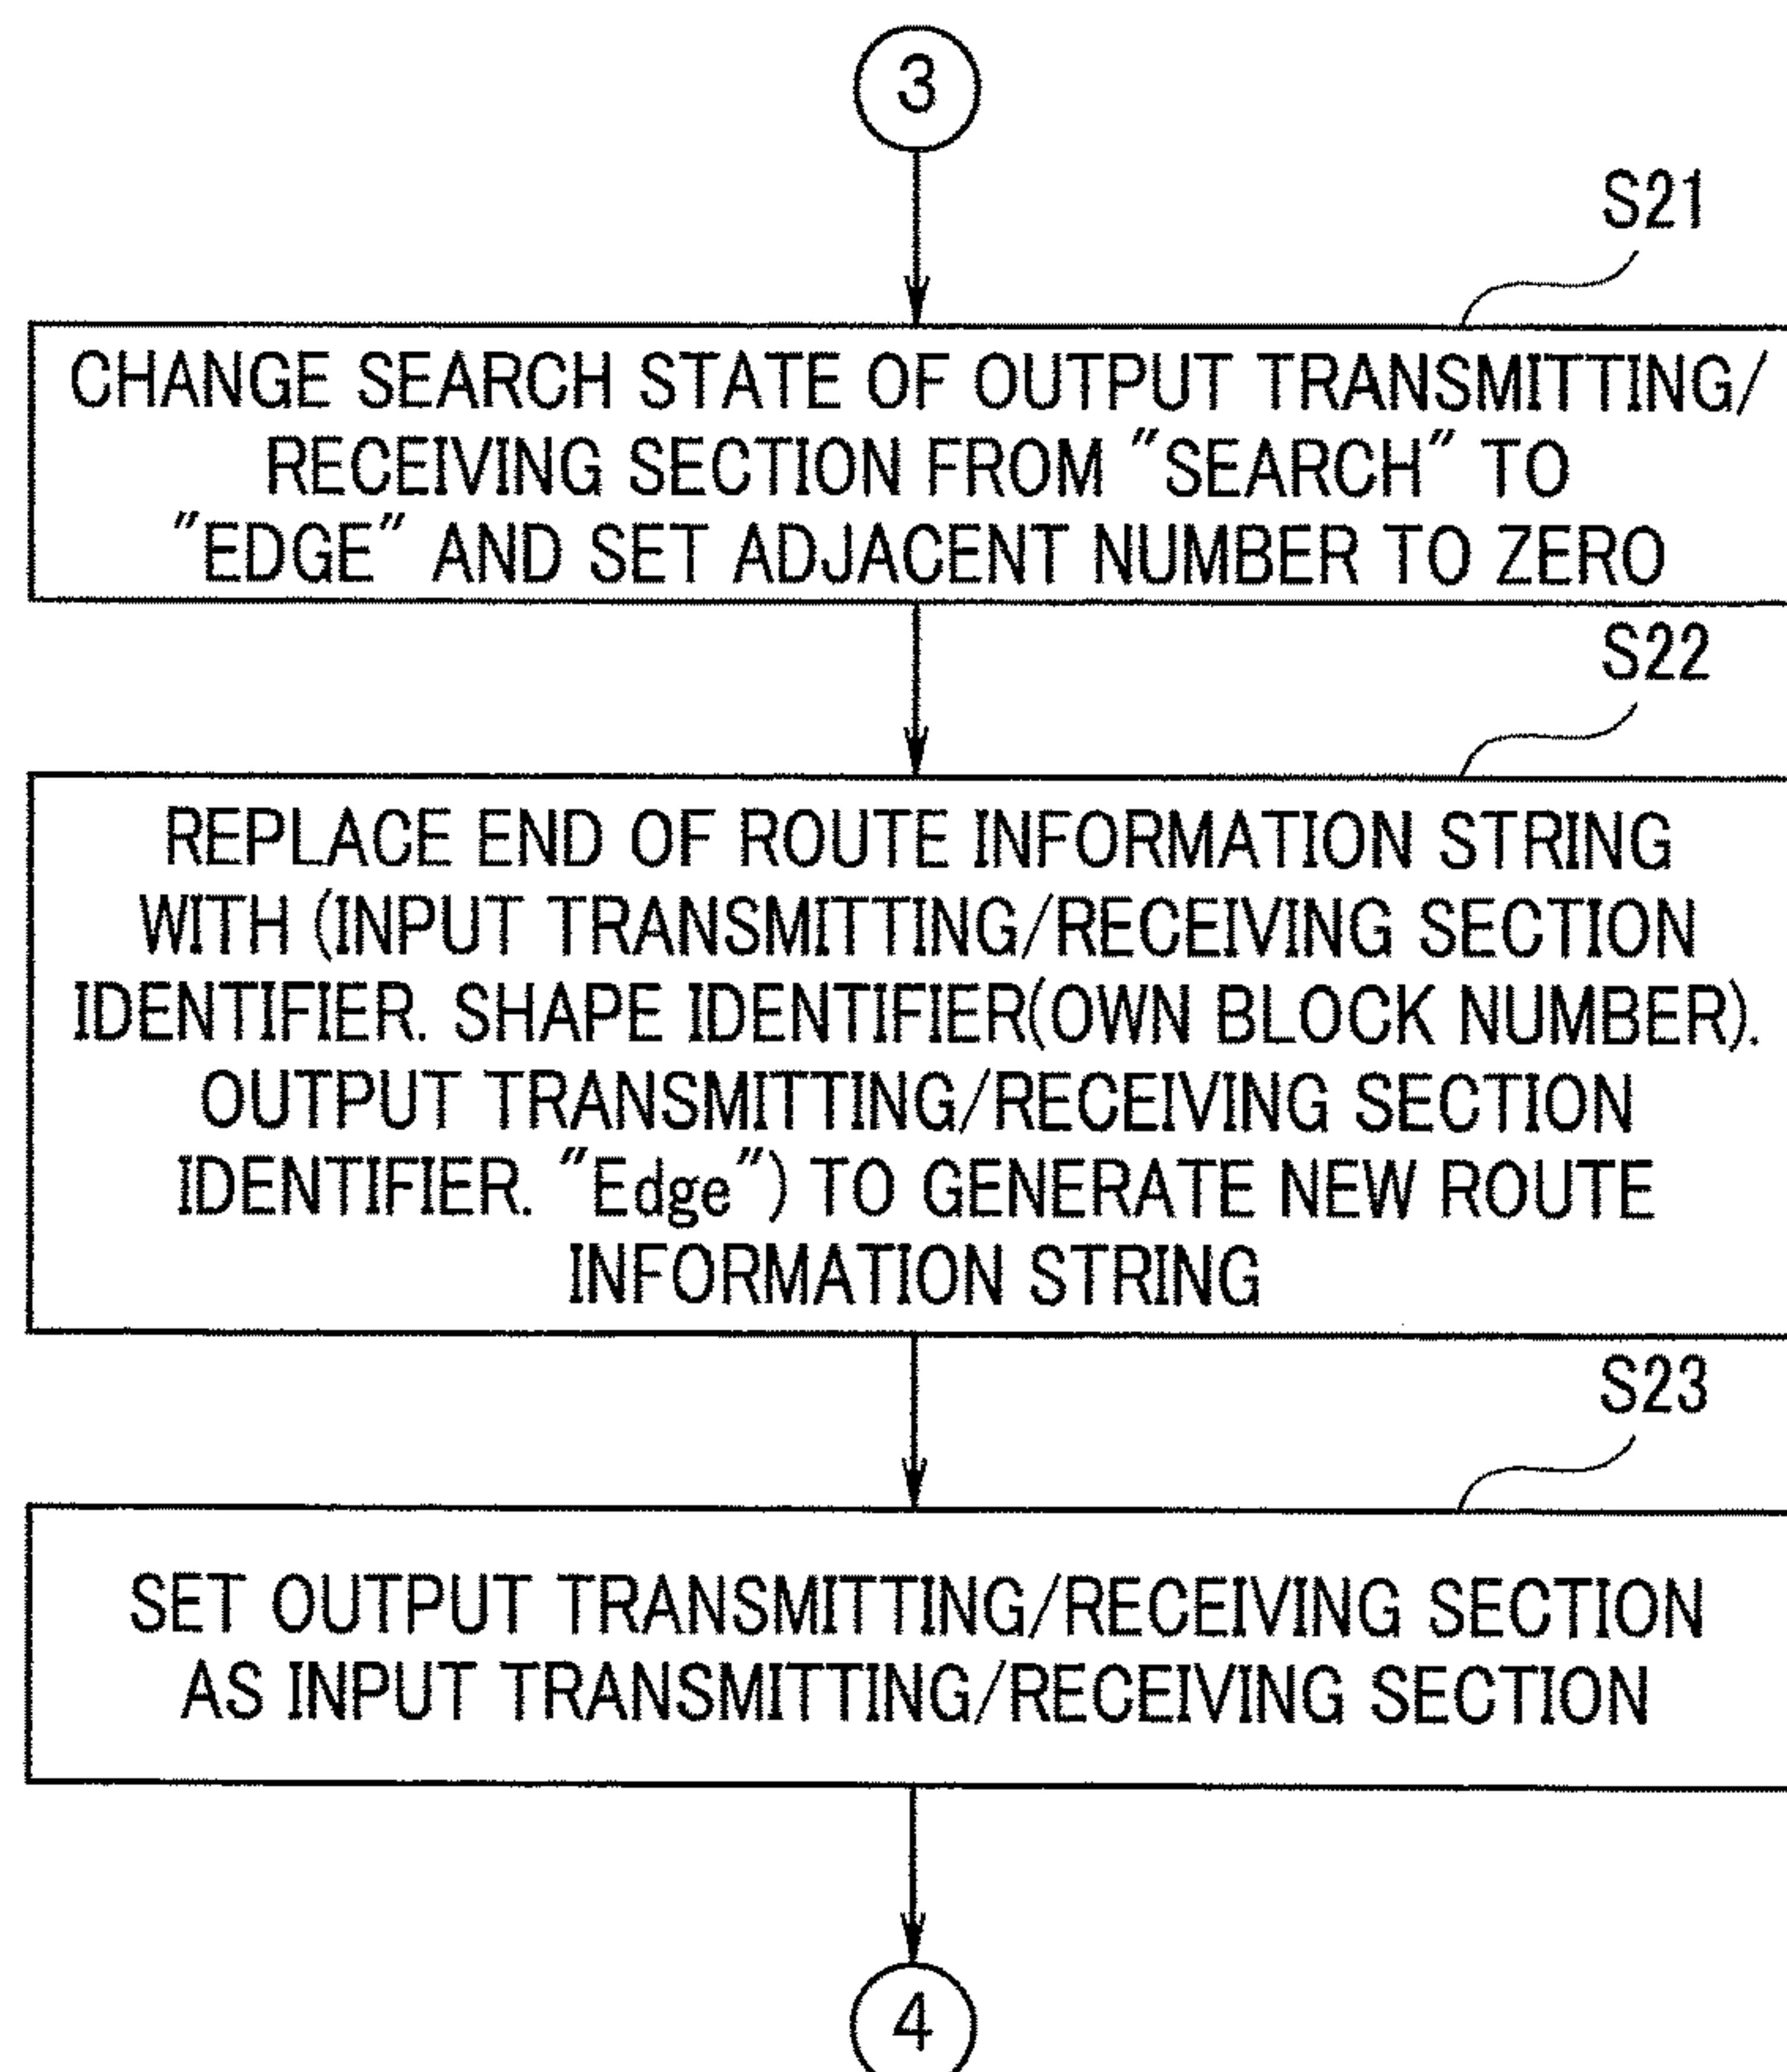 3
S21
CHANGE SEARCH STATE OF OUTPUT TRANSMITTING/
RECEIVING SECTION FROM "SEARCH" TO
"EDGE" AND SET ADJACENT NUMBER TO ZERO
S22
REPLACE END OF ROUTE INFORMATION STRING
WITH (INPUT TRANSMITTING/RECEIVING SECTION
IDENTIFIER. SHAPE IDENTIFIER(OWN BLOCK NUMBER).
OUTPUT TRANSMITTING/RECEIVING SECTION
IDENTIFIER. "Edge") TO GENERATE NEW ROUTE
INFORMATION STRING
S23
SET OUTPUT TRANSMITTING/RECEIVING SECTION
AS INPUT TRANSMITTING/RECEIVING SECTION
4